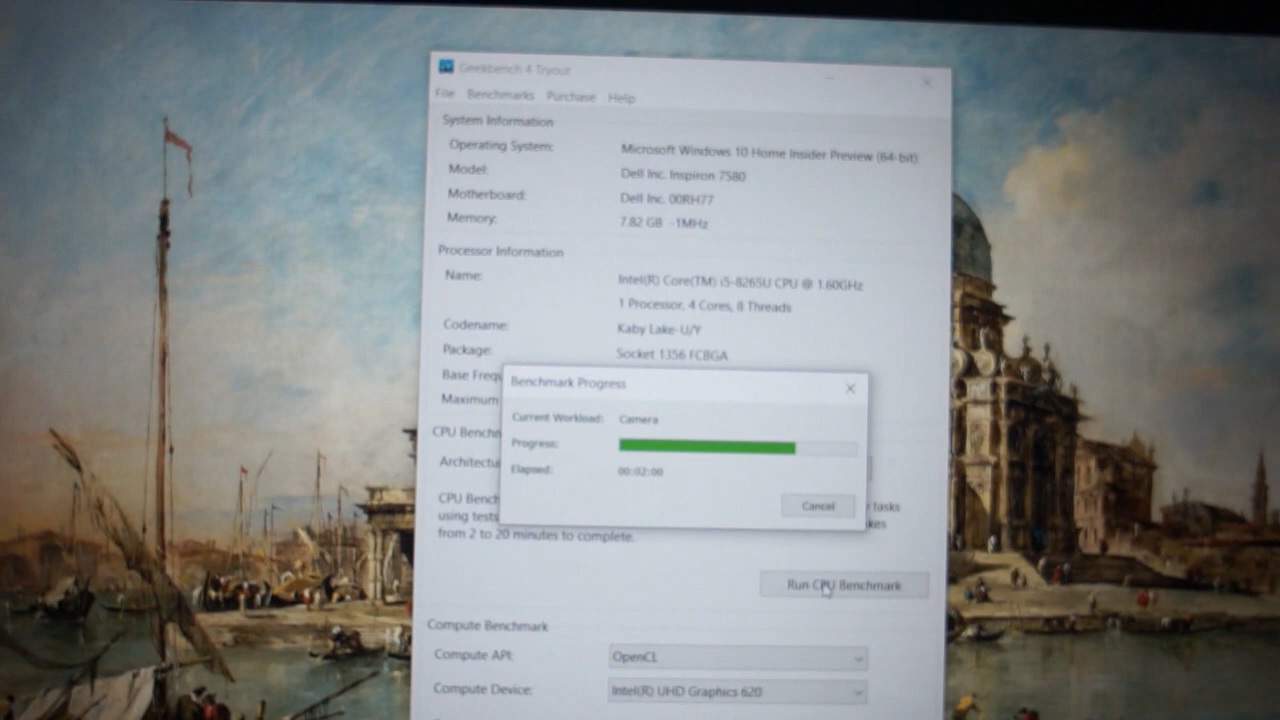 Geekbench 4 Tryout
File Benchmarks Purchase Help
System Information
Operating System: Microsoft Windows 10 Home Insider Preview (64-bit)
Model: Dell Inc. Inspiron 7580
Motherboard: Dell Inc. 00RH77
Memory: 7.82 GB -1MHz
Processor Information
Name: Intel(R) Core(TM) i5-8265U CPU @ 1.60GHz
1 Processor, 4 Cores, 8 Threads
Codename: Kaby Lake-U/Y
Package: Socket 1356 FCBGA
Base Freq
Maximum
Benchmark Progress
Current Workload: Camera
Progress:
Elapsed: 00:02:00
Cancel
CPU Benchm
Architectu
CPU Bench tasks
using tests kes
from 2 to 20 minutes to complete.
Run CPU Benchmark
Compute Benchmark
Compute API: OpenCL
Compute Device: Intel(R) UHD Graphics 620